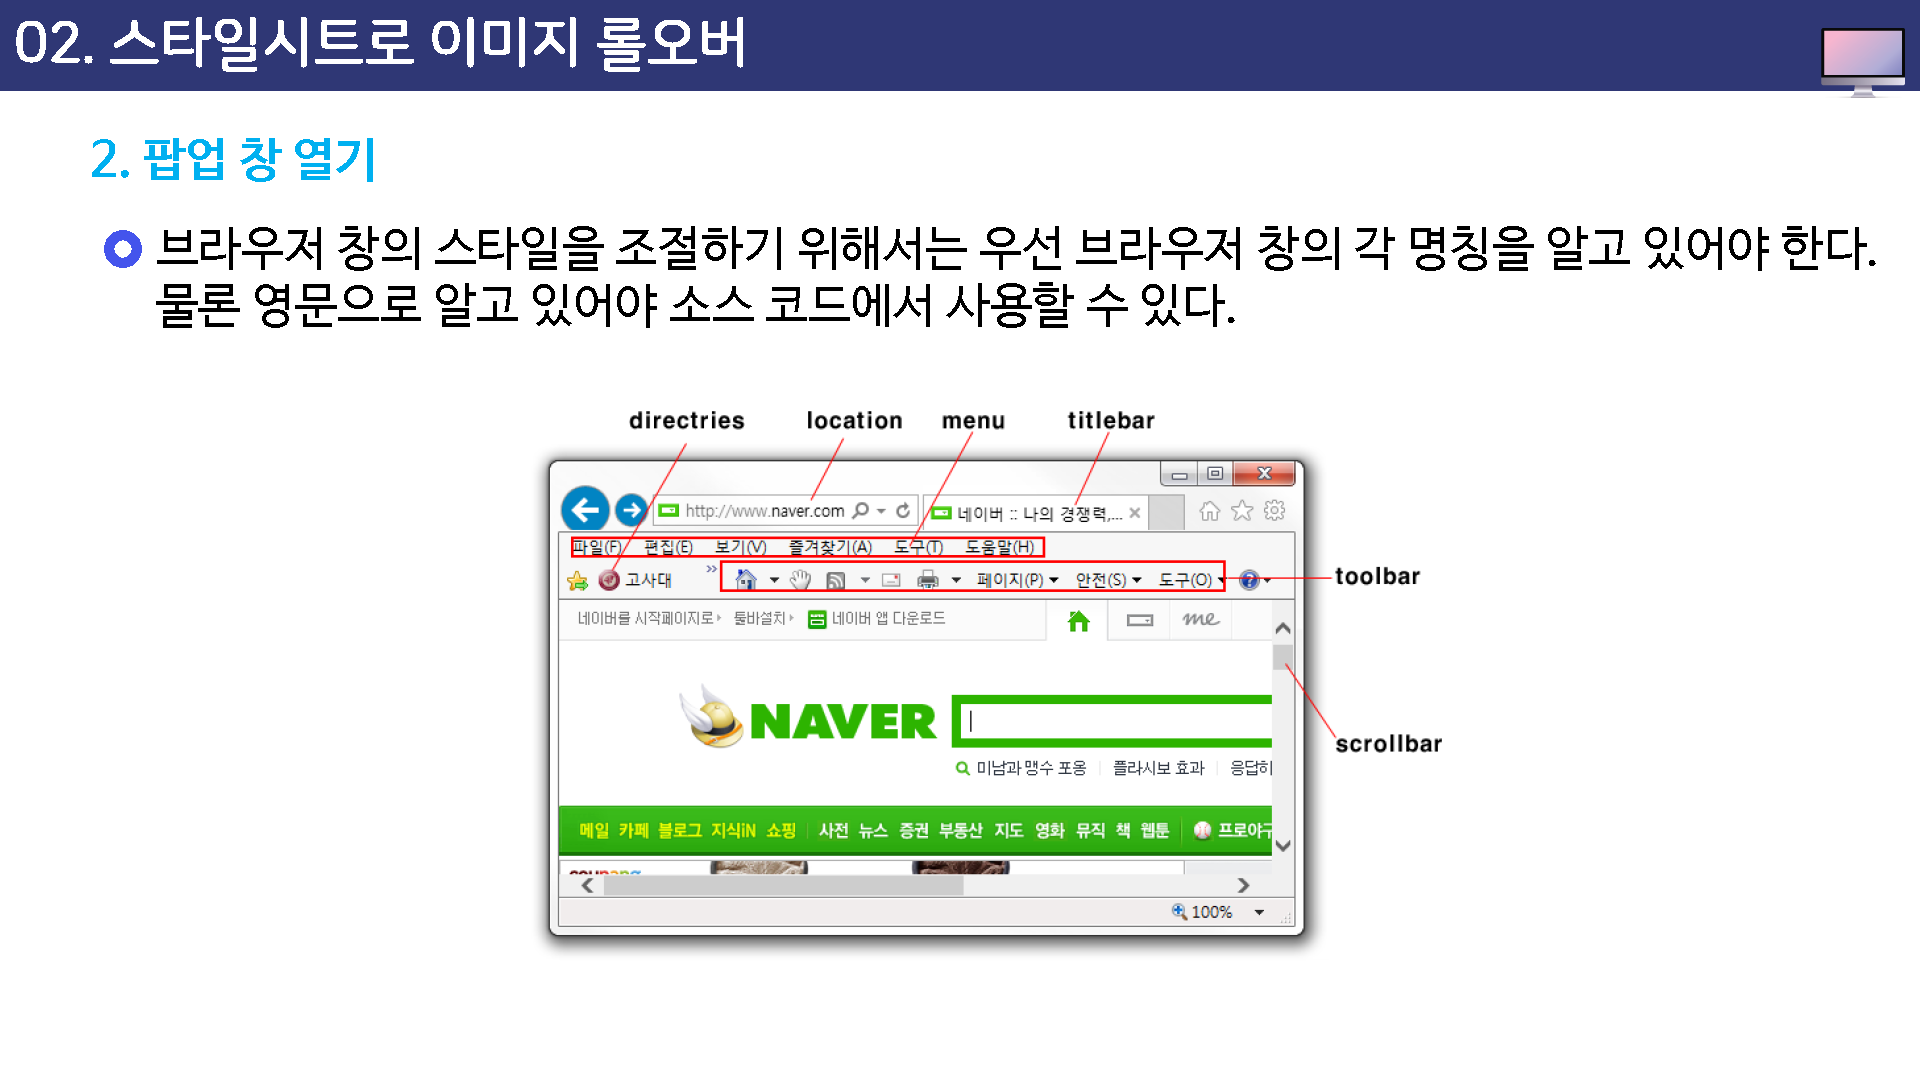 02. 스타일시트로 이미지 롤오버
2. 팝업 창 열기
브라우저 창의 스타일을 조절하기 위해서는 우선 브라우저 창의 각 명칭을 알고 있어야 한다.
물론 영문으로 알고 있어야 소스 코드에서 사용할 수 있다.
directries location menu titlebar
http://www.naver.com 네이버 :: 나의 경쟁력,...
파일(F) 편집(E) 보기(V) 즐겨찾기(A) 도구(T) 도움말(H)
고사대 페이지(P) 안전(S) 도구(O)
toolbar
네이버를 시작페이지로 툴바설치 네이버 앱 다운로드 me
NAVER
scrollbar
미남과 맹수 포옹 플라시보 효과 응답하
메일 카페 블로그 지식iN 쇼핑 사전 뉴스 증권 부동산 지도 영화 뮤직 책 웹툰 프로야구
coupang
100%